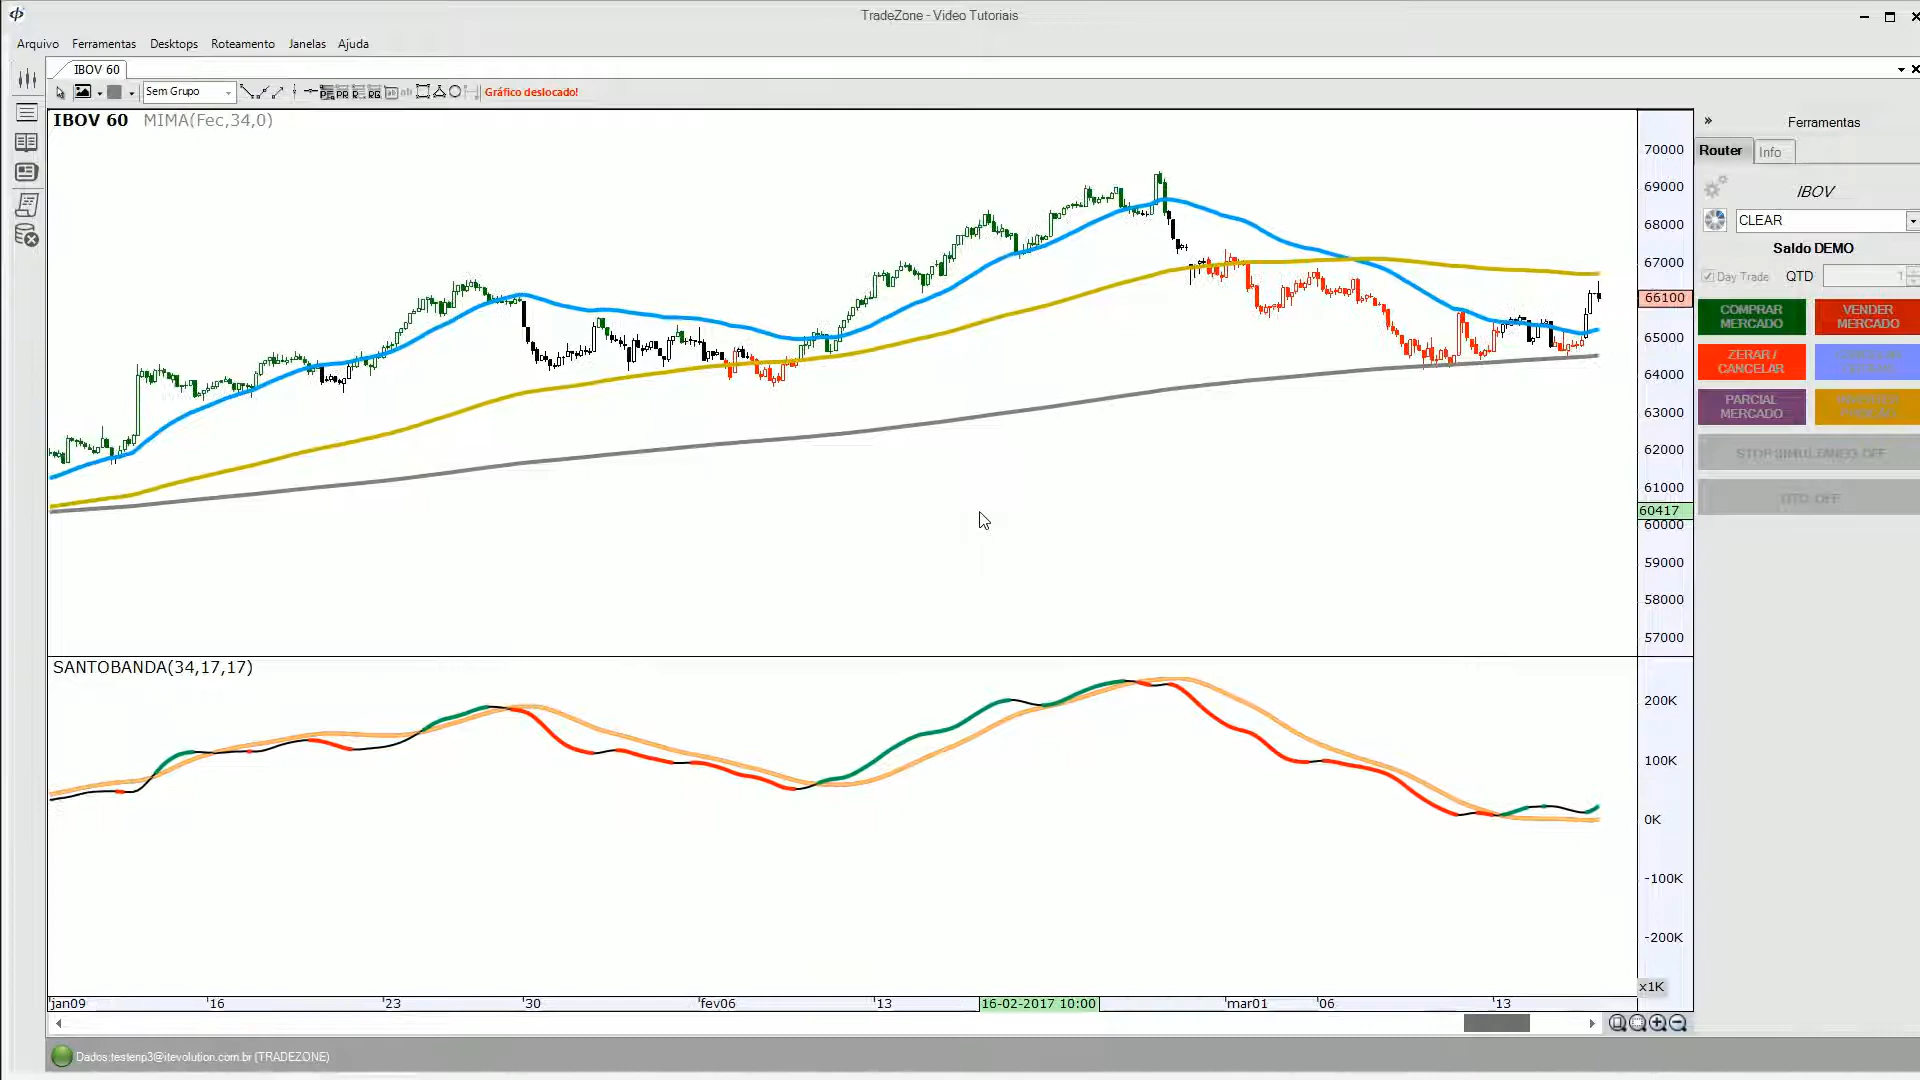 TradeZone - Video Tutoriais
Arquivo Ferramentas Desktops Roteamento Janelas Ajuda
IBOV 60
Sem Grupo
Gráfico deslocado!
IBOV 60 MIMA(Fec,34,0)
70000
69000
68000
67000
66100
65000
64000
63000
62000
61000
60417
60000
59000
58000
57000
SANTOBANDA(34,17,17)
200K
100K
0K
-100K
-200K
x1K
jan09 16 23 30 fev06 13 16-02-2017 10:00 mar01 06 13
Ferramentas
Router Info
IBOV
CLEAR
Saldo DEMO
Day Trade QTD 1
COMPRAR MERCADO
VENDER MERCADO
ZERAR / CANCELAR
PARCIAL MERCADO
STOP SIMULTANEO: OFF
Dados:testenp3@itevolution.com.br (TRADEZONE)